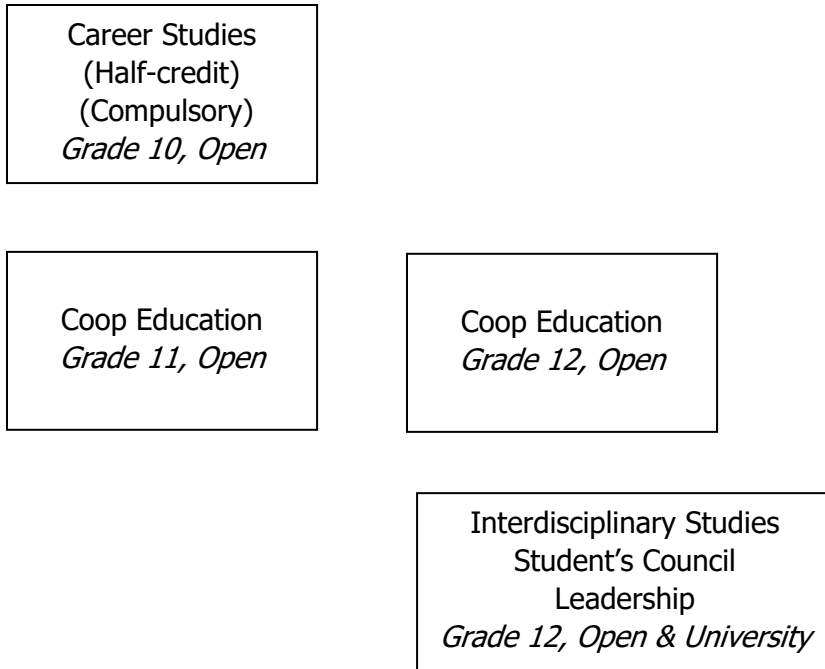 Career Studies
(Half-credit)
(Compulsory)
Grade 10, Open
Coop Education
Grade 11, Open
Coop Education
Grade 12, Open
Interdisciplinary Studies
Student’s Council
Leadership
Grade 12, Open & University